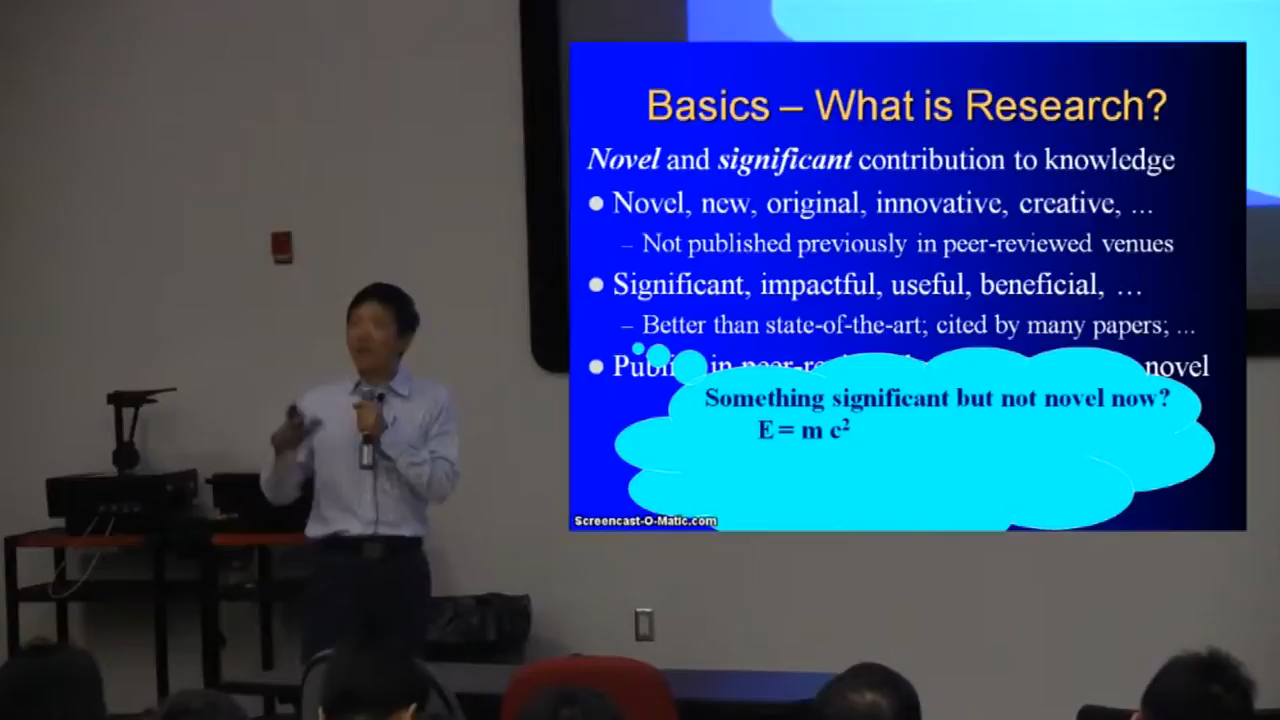 Basics – What is Research?
Novel and significant contribution to knowledge
● Novel, new, original, innovative, creative, ...
– Not published previously in peer-reviewed venues
● Significant, impactful, useful, beneficial, …
– Better than state-of-the-art; cited by many papers; ...
● in novel
Something significant but not novel now?
E = m c²
Screencast-O-Matic.com